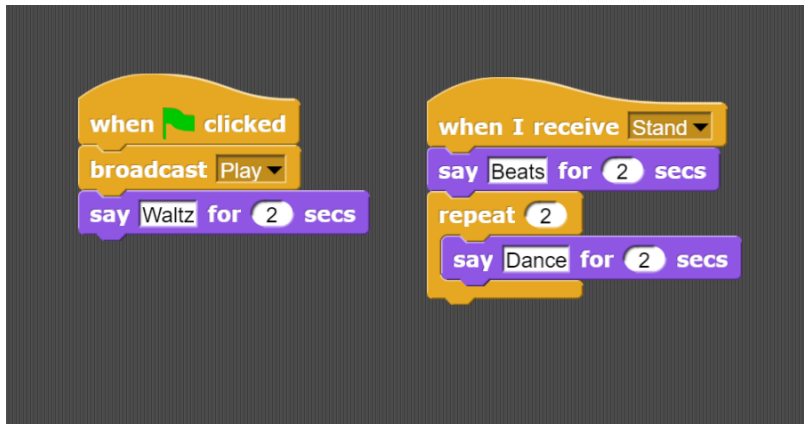 when clicked
broadcast Play
say Waltz for 2 secs
when I receive Stand
say Beats for 2 secs
repeat 2
say Dance for 2 secs